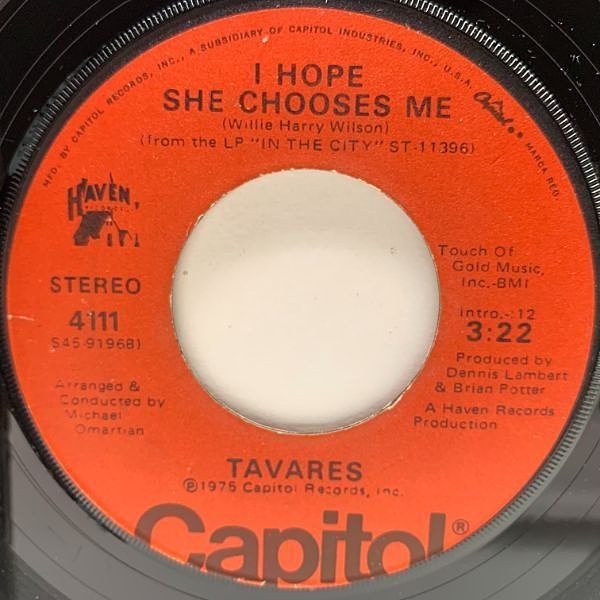 MFD. BY CAPITOL RECORDS, INC., A SUBSIDIARY OF CAPITOL INDUSTRIES, INC., U.S.A. Capitol MARCA REG.
I HOPE
SHE CHOOSES ME
(Willie Harry Wilson)
(from the LP "IN THE CITY" ST-11396)
HAVEN
RECORDS
STEREO
4111
S45-91968)
Arranged &
Conducted by
Michael
Omartian
Touch Of
Gold Music,
Inc.-BMI
Intro.-:12
3:22
Produced by
Dennis Lambert
& Brian Potter
A Haven Records
Production
TAVARES
℗1975 Capitol Records, Inc.
Capitol®